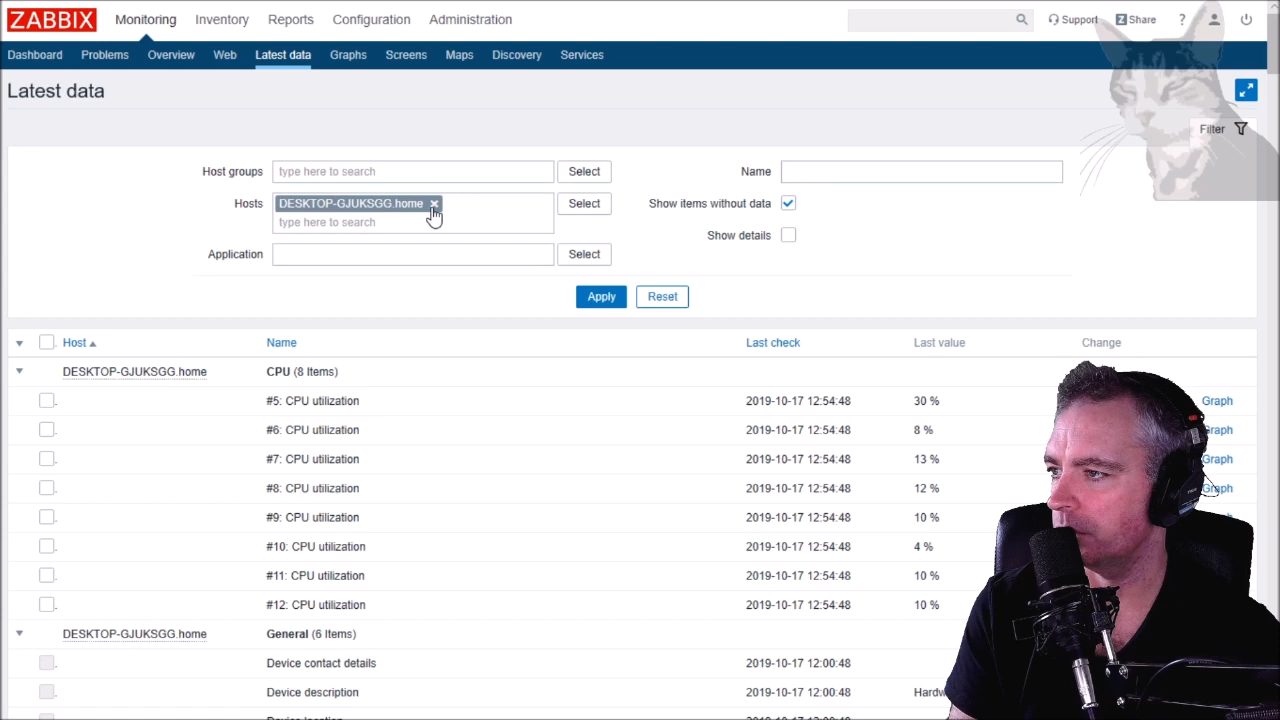 ZABBIX Monitoring Inventory Reports Configuration Administration Support Z Share ?
Dashboard Problems Overview Web Latest data Graphs Screens Maps Discovery Services
Latest data
Filter
Host groups type here to search Select Name
Hosts DESKTOP-GJUKSGG.home Select Show items without data
type here to search
Show details
Application Select
Apply Reset
Host Name Last check Last value Change
DESKTOP-GJUKSGG.home CPU (8 Items)
#5: CPU utilization 2019-10-17 12:54:48 30 % Graph
#6: CPU utilization 2019-10-17 12:54:48 8 % Graph
#7: CPU utilization 2019-10-17 12:54:48 13 % Graph
#8: CPU utilization 2019-10-17 12:54:48 12 % Graph
#9: CPU utilization 2019-10-17 12:54:48 10 %
#10: CPU utilization 2019-10-17 12:54:48 4 %
#11: CPU utilization 2019-10-17 12:54:48 10 %
#12: CPU utilization 2019-10-17 12:54:48 10 %
DESKTOP-GJUKSGG.home General (6 Items)
Device contact details 2019-10-17 12:00:48
Device description 2019-10-17 12:00:48 Hardw